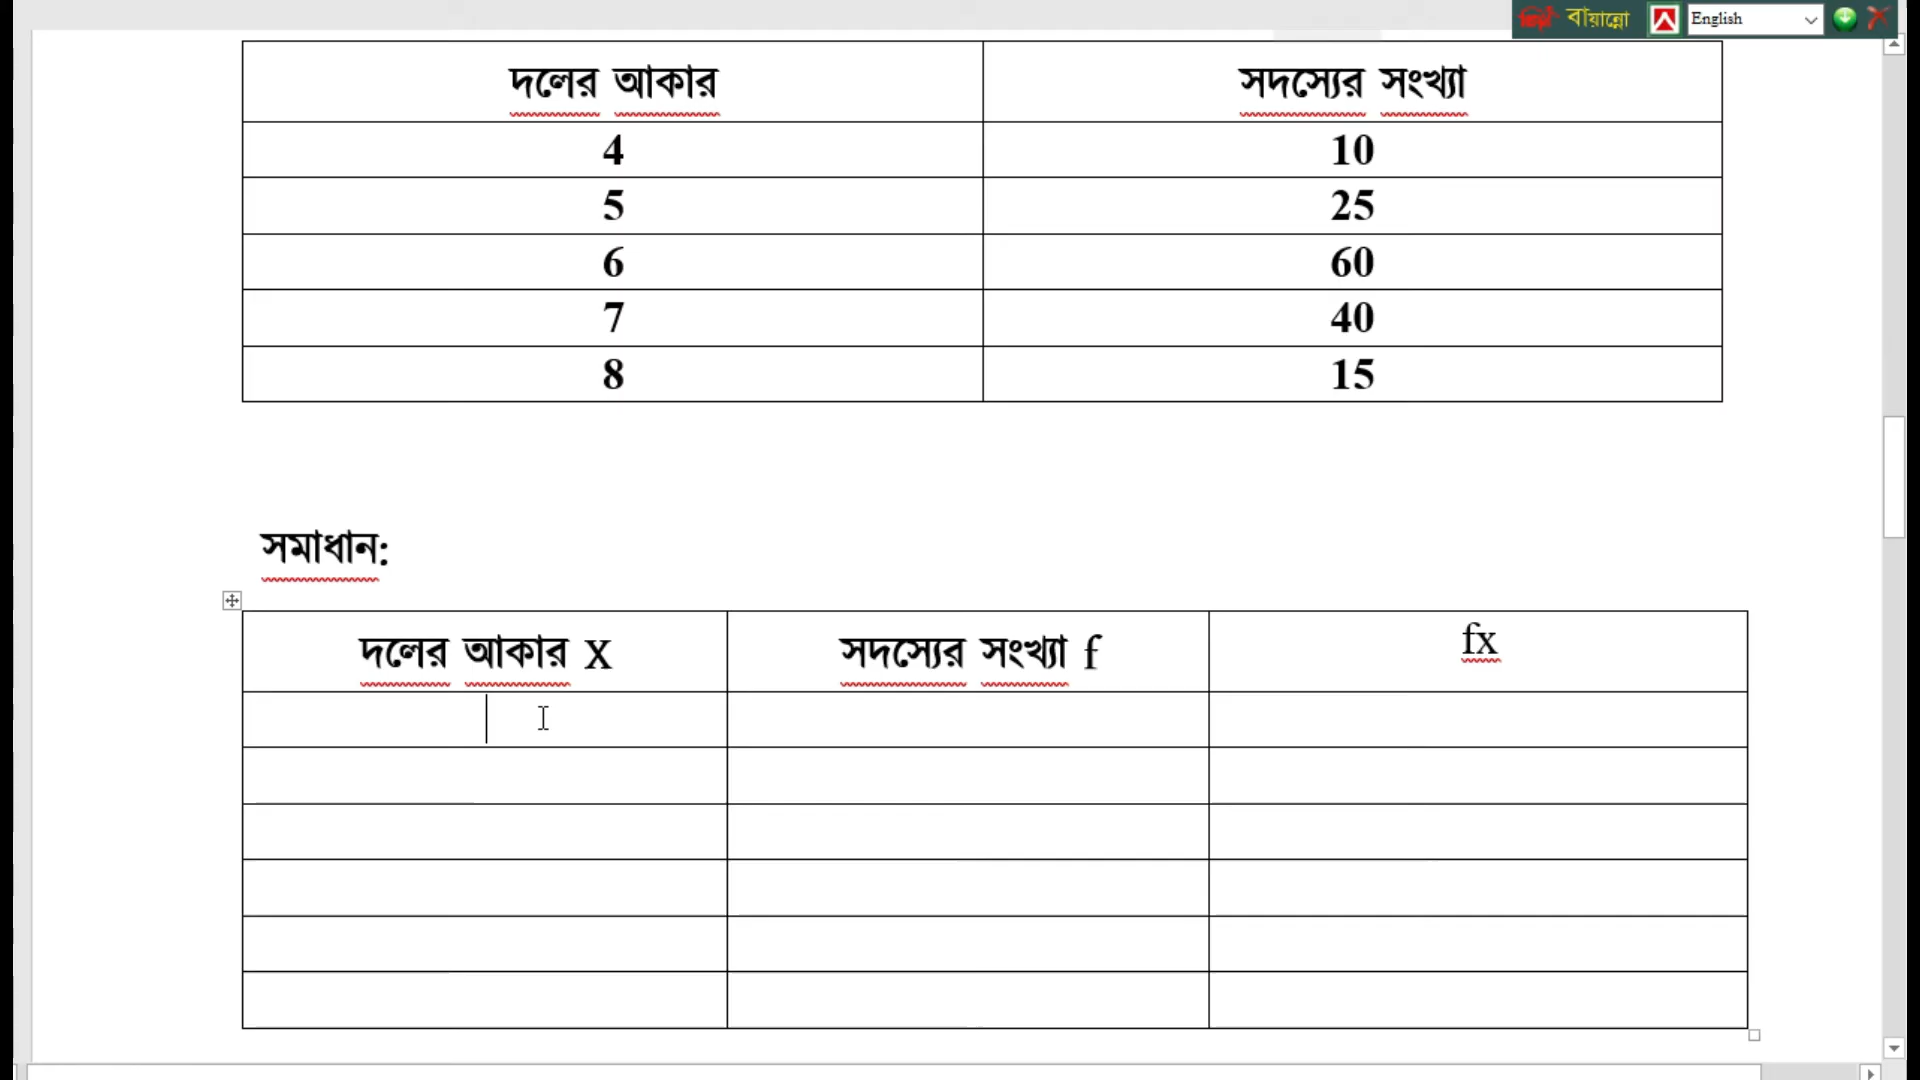 বায়ান্নো English
দলের আকার সদস্যের সংখ্যা
4 10
5 25
6 60
7 40
8 15
সমাধান:
দলের আকার x সদস্যের সংখ্যা f fx